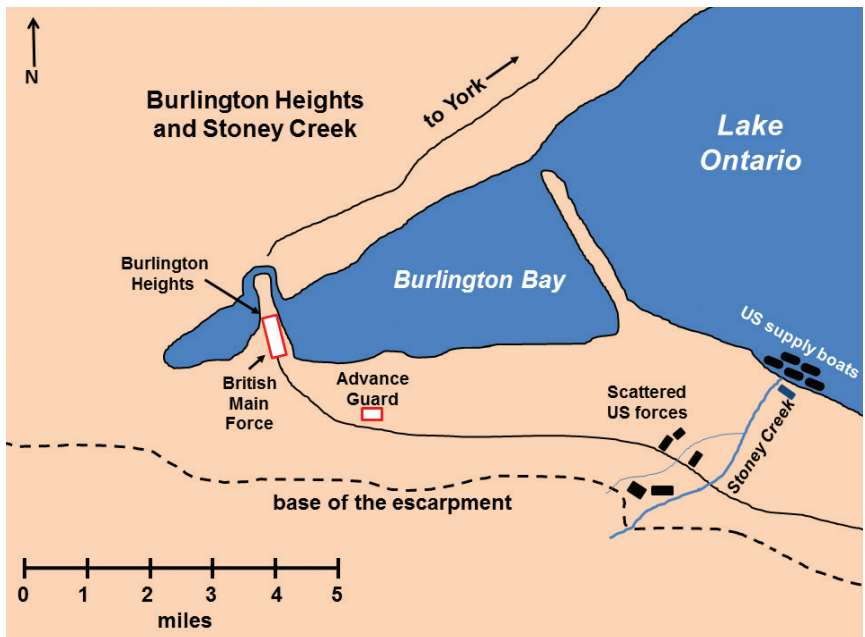 N
Burlington Heights
and Stoney Creek
to York
Lake
Ontario
Burlington
Heights
Burlington Bay
US supply boats
British
Main
Force
Advance
Guard
Scattered
US forces
Stoney Creek
base of the escarpment
0 1 2 3 4 5
miles